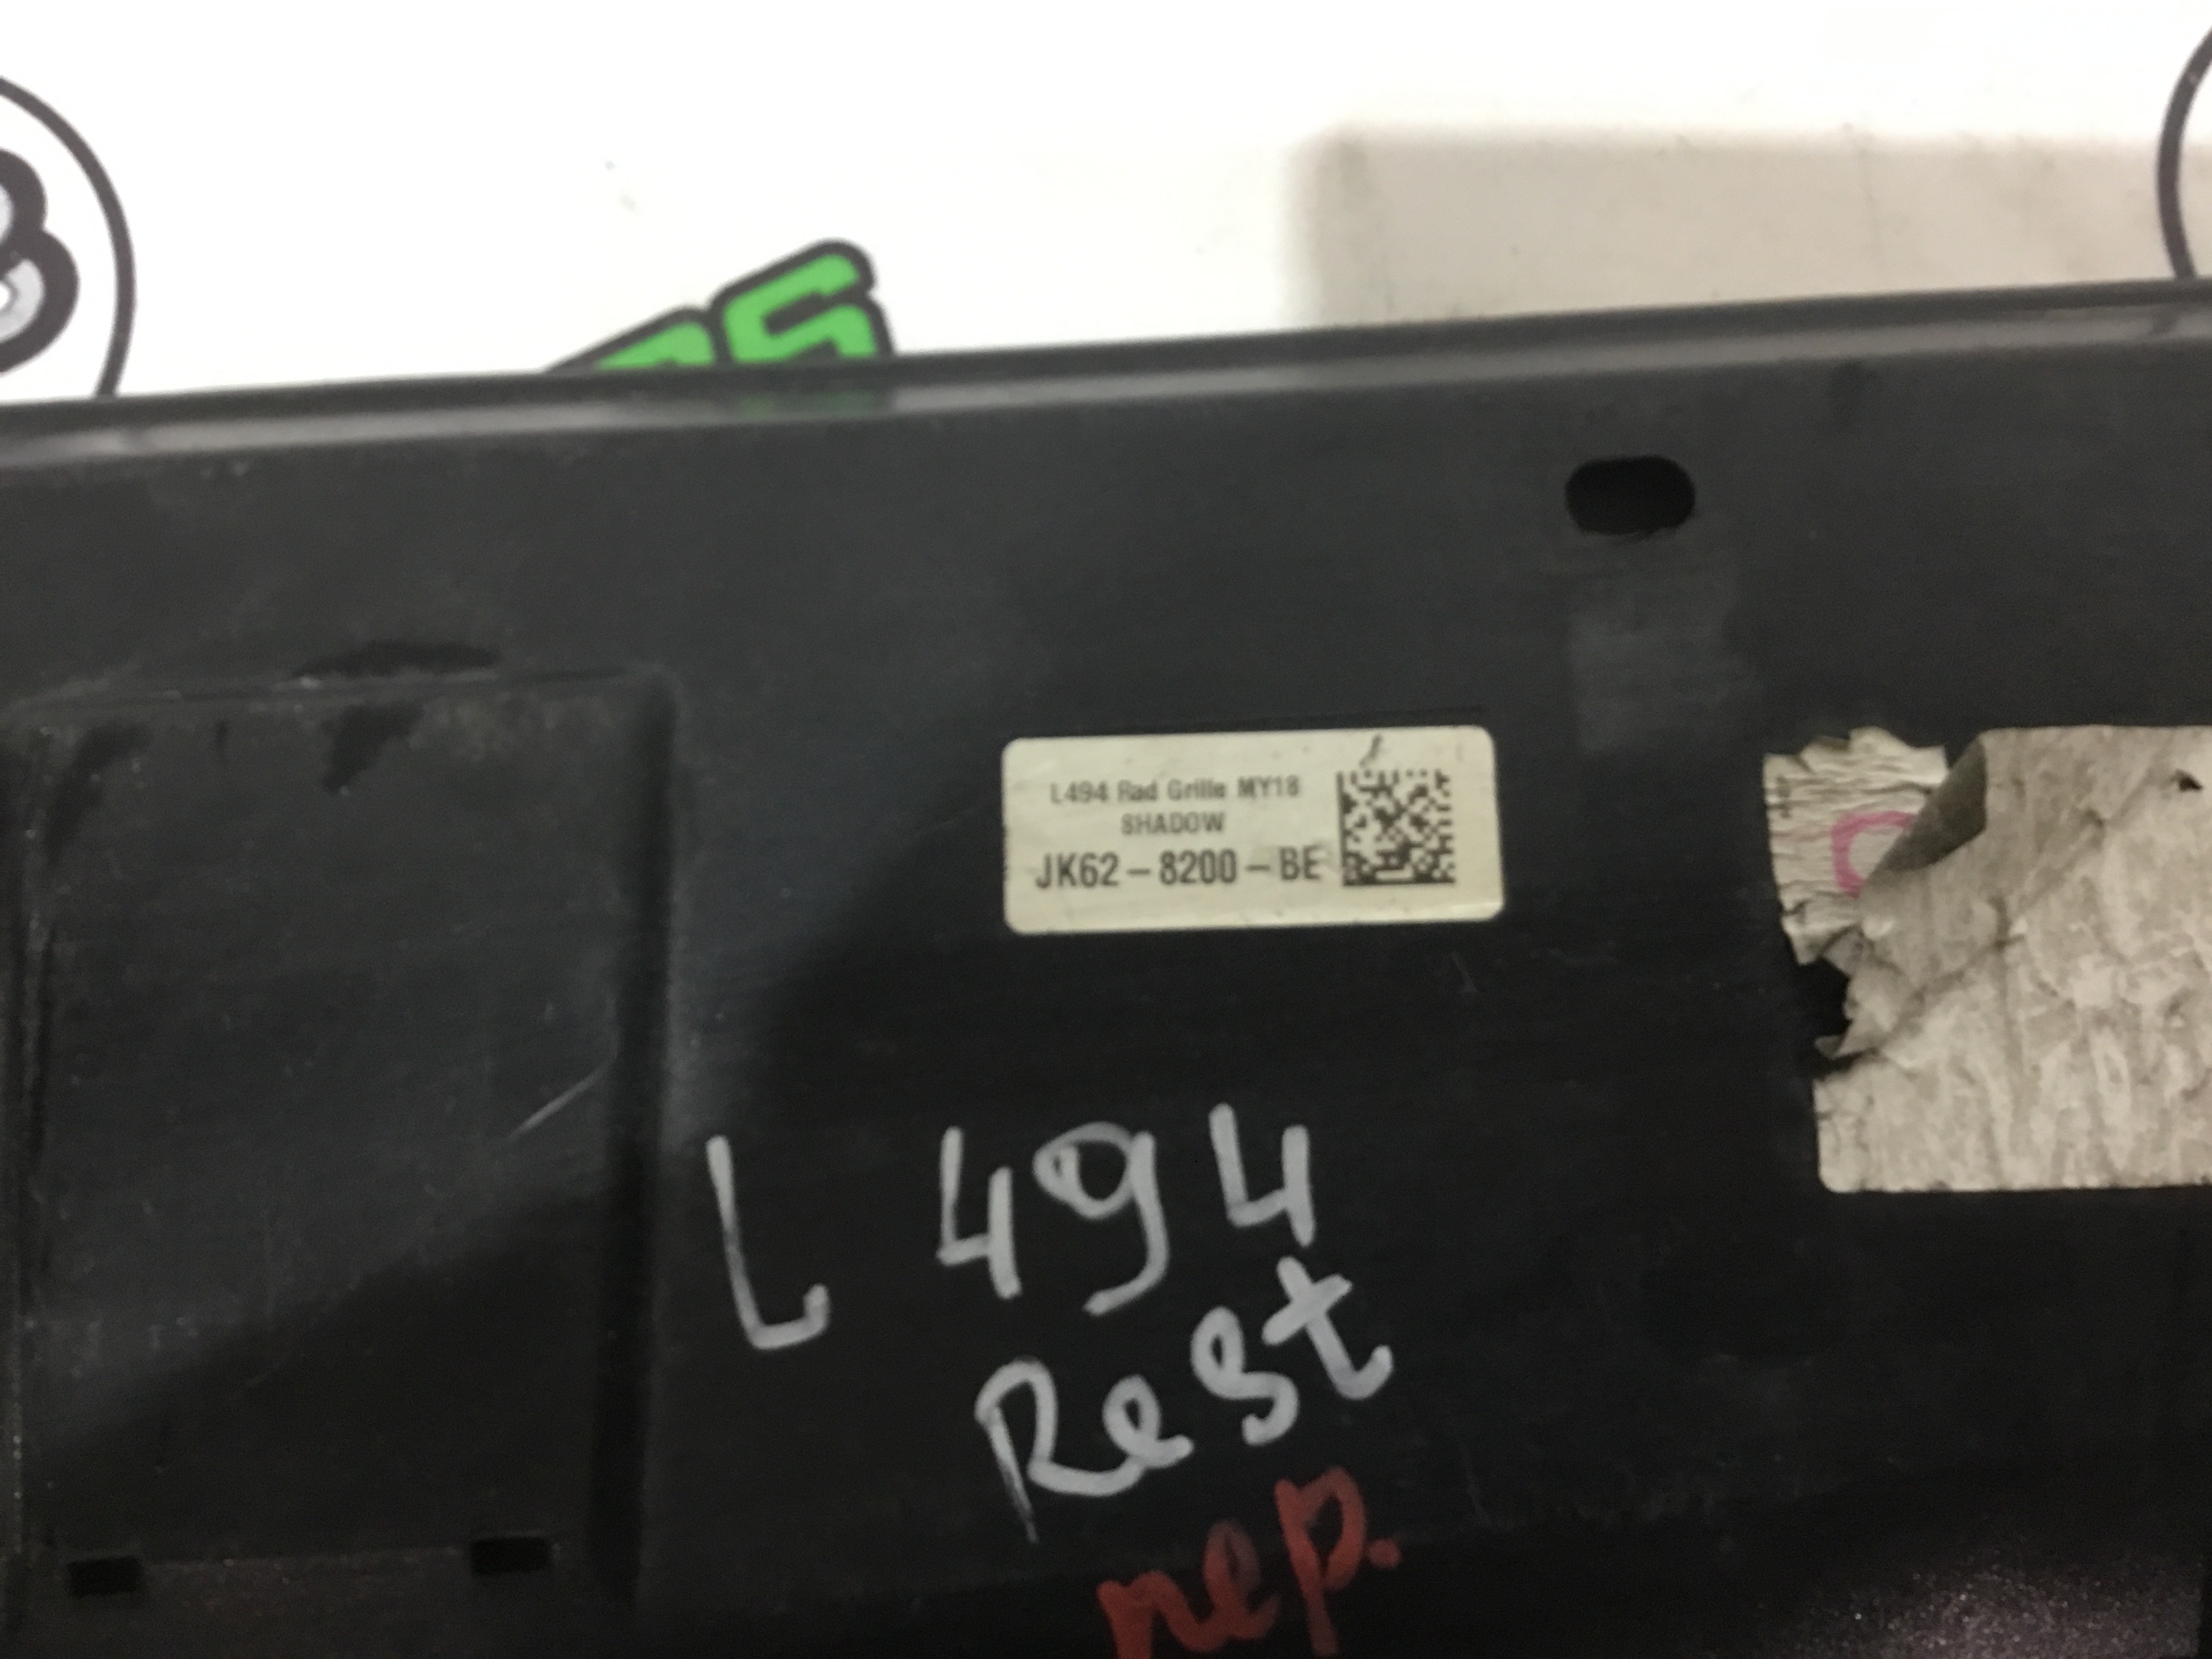 L494 Rad Grille MY18
SHADOW
JK62-8200-BE
L 494
Rest
пер.